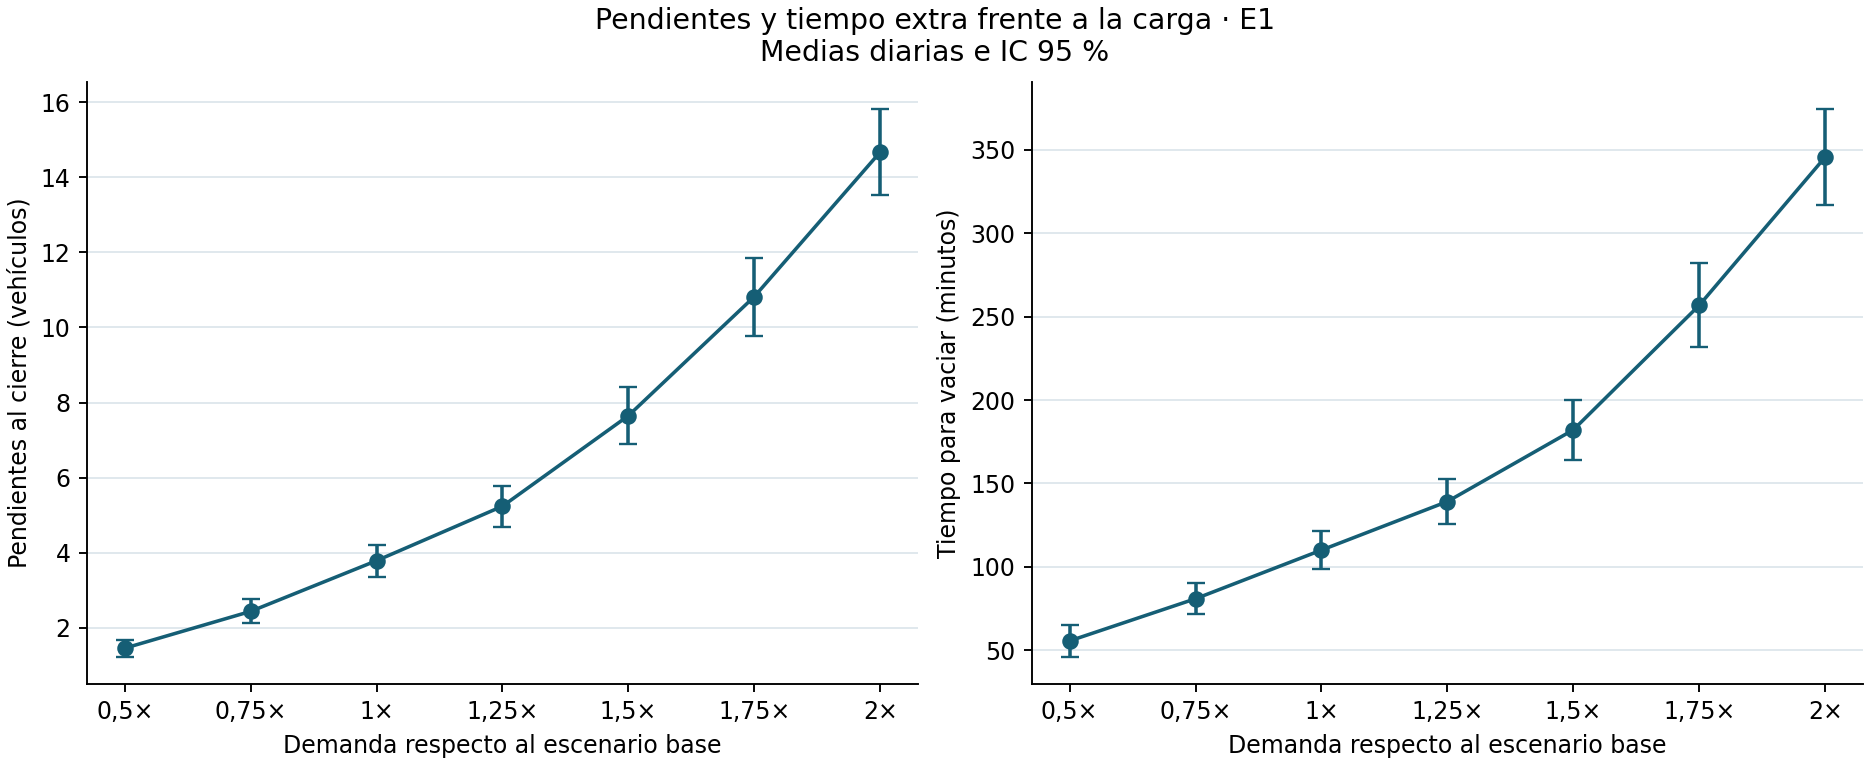 Pendientes y tiempo extra frente a la carga · E1
Medias diarias e IC 95 %
Pendientes al cierre (vehículos)
16
14
12
10
8
6
4
2
0,5× 0,75× 1× 1,25× 1,5× 1,75× 2×
Demanda respecto al escenario base
Tiempo para vaciar (minutos)
350
300
250
200
150
100
50
0,5× 0,75× 1× 1,25× 1,5× 1,75× 2×
Demanda respecto al escenario base